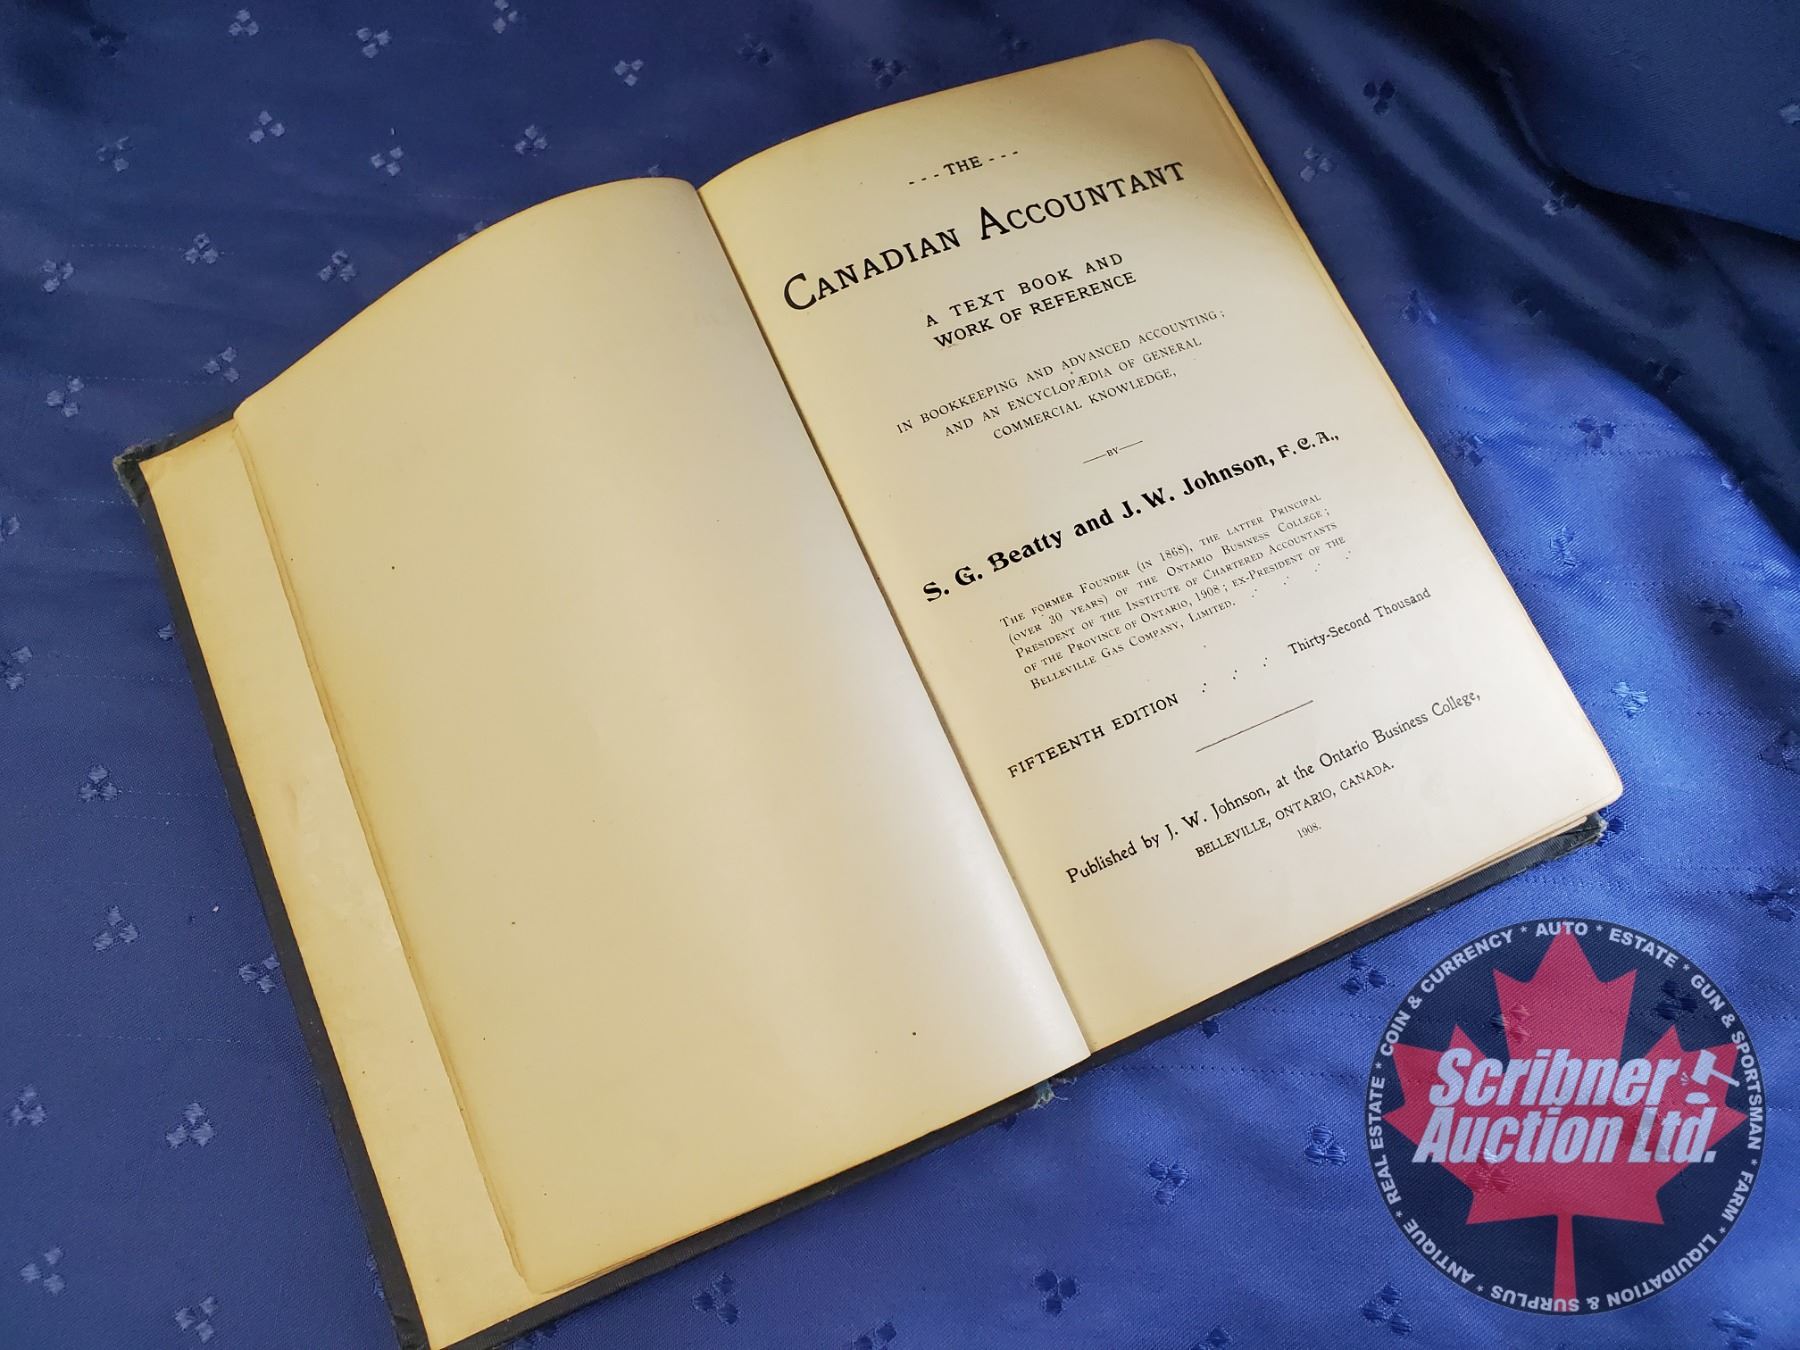 - - - THE - - -
CANADIAN ACCOUNTANT
A TEXT BOOK AND
WORK OF REFERENCE
IN BOOKKEEPING AND ADVANCED ACCOUNTING;
AND AN ENCYCLOPÆDIA OF GENERAL
COMMERCIAL KNOWLEDGE,
—BY—
S. G. Beatty and J. W. Johnson, F. C. A.,
THE FORMER FOUNDER (IN 1868), THE LATTER PRINCIPAL
(OVER 30 YEARS) OF THE ONTARIO BUSINESS COLLEGE;
PRESIDENT OF THE INSTITUTE OF CHARTERED ACCOUNTANTS
OF THE PROVINCE OF ONTARIO, 1908; EX-PRESIDENT OF THE
BELLEVILLE GAS COMPANY, LIMITED.
FIFTEENTH EDITION Thirty-Second Thousand
Published by J. W. Johnson, at the Ontario Business College,
BELLEVILLE, ONTARIO, CANADA.
1908.
Scribner
Auction Ltd.
ANTIQUE * REAL ESTATE * COIN & CURRENCY * AUTO * ESTATE * GUN & SPORTSMAN * FARM * LIQUIDATION & SURPLUS *